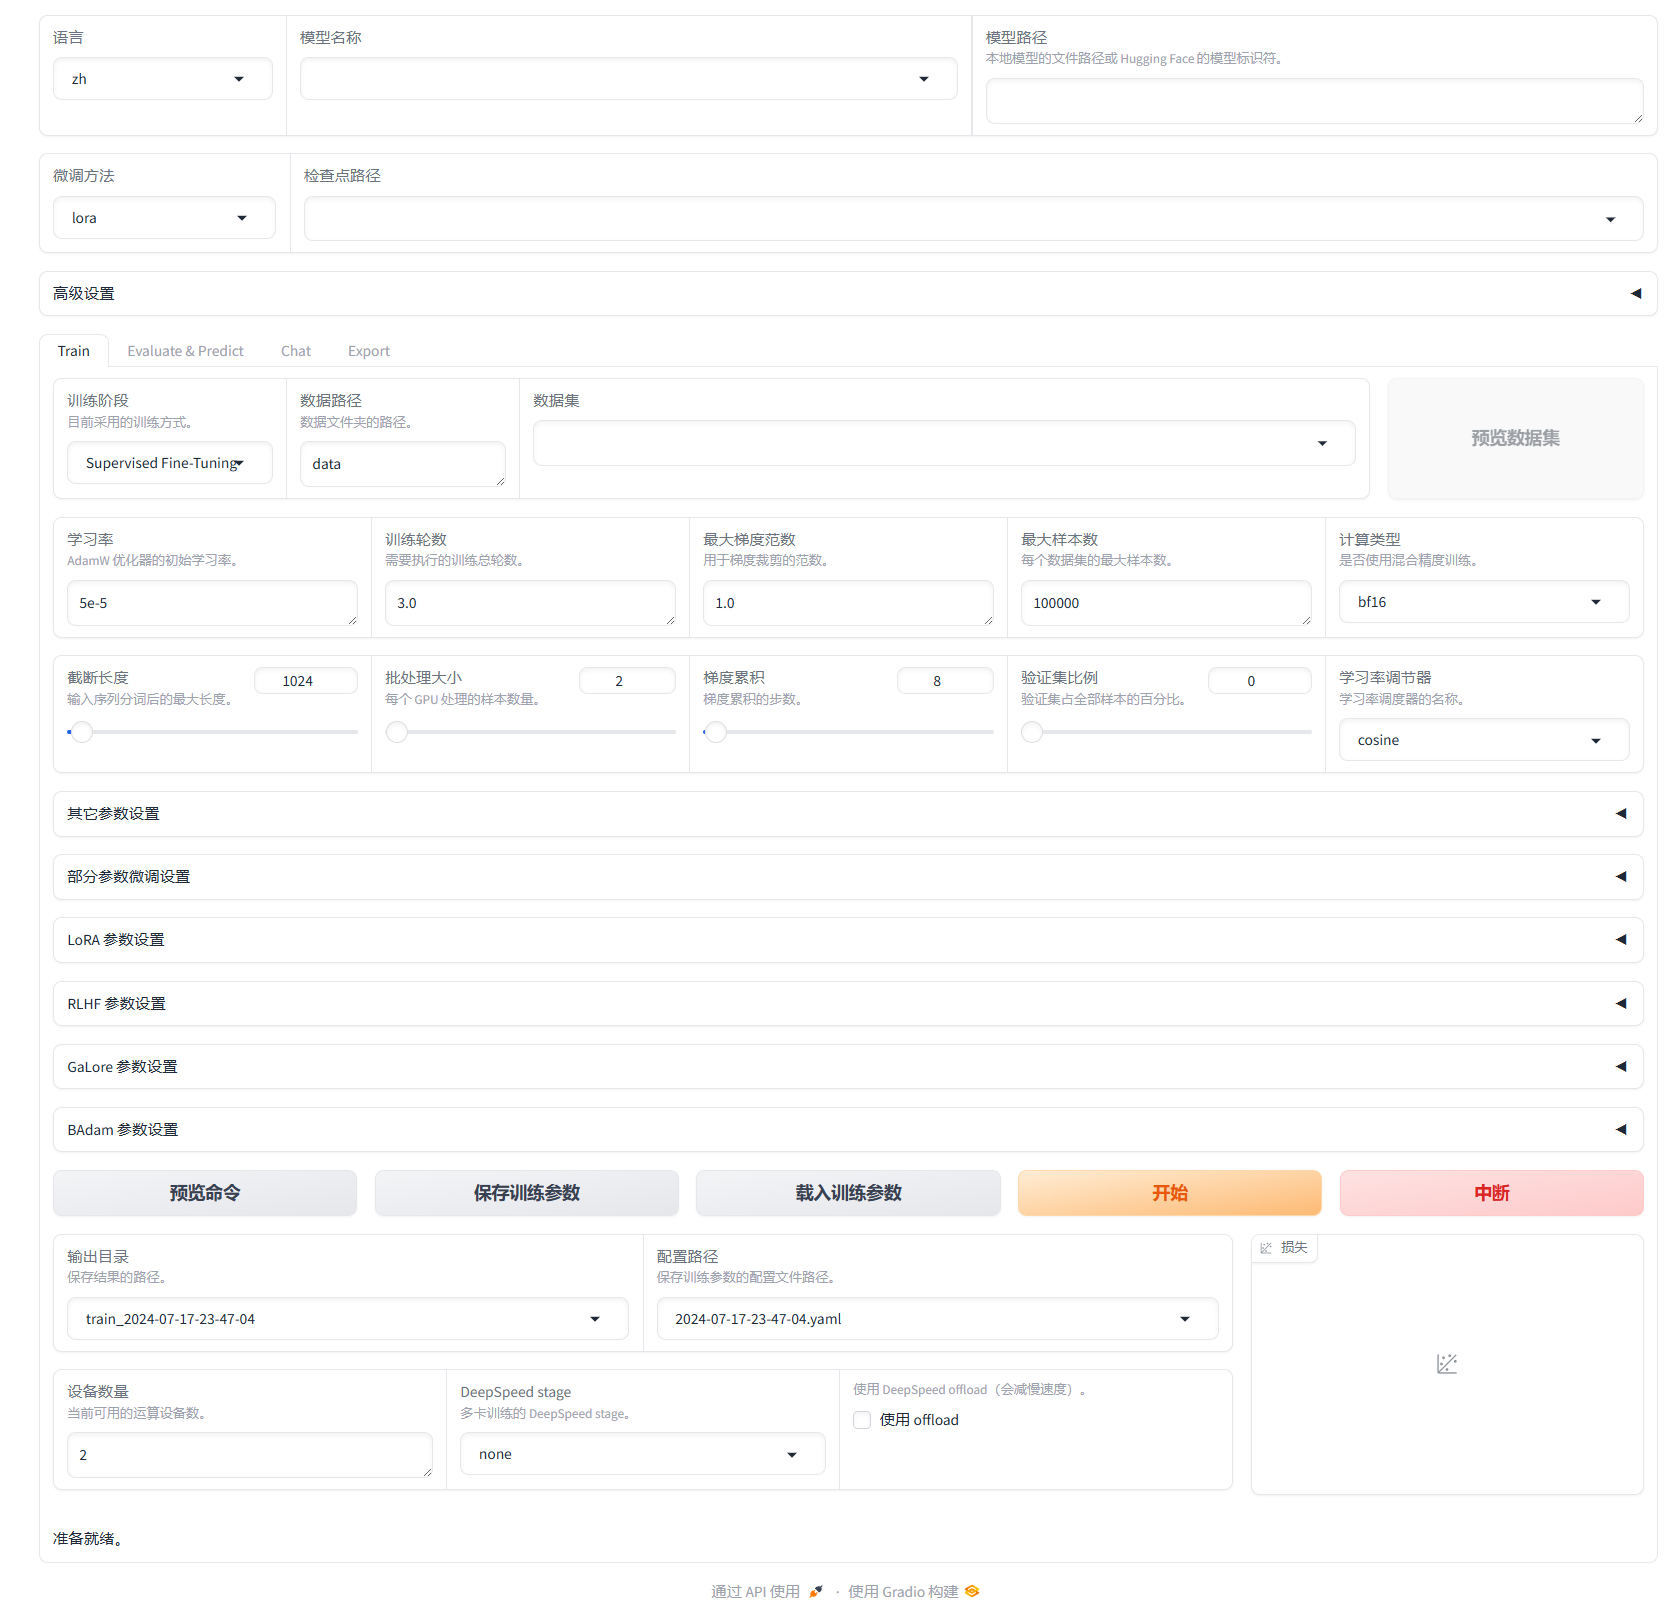 语言
zh
模型名称
模型路径
本地模型的文件路径或 Hugging Face 的模型标识符。
微调方法
lora
检查点路径
高级设置
Train
Evaluate & Predict
Chat
Export
训练阶段
目前采用的训练方式。
Supervised Fine-Tuning
数据路径
数据文件夹的路径。
data
数据集
预览数据集
学习率
AdamW 优化器的初始学习率。
5e-5
训练轮数
需要执行的训练总轮数。
3.0
最大梯度范数
用于梯度裁剪的范数。
1.0
最大样本数
每个数据集的最大样本数。
100000
计算类型
是否使用混合精度训练。
bf16
截断长度
输入序列分词后的最大长度。
1024
批处理大小
每个 GPU 处理的样本数量。
2
梯度累积
梯度累积的步数。
8
验证集比例
验证集占全部样本的百分比。
0
学习率调节器
学习率调度器的名称。
cosine
其它参数设置
部分参数微调设置
LoRA 参数设置
RLHF 参数设置
GaLore 参数设置
BAdam 参数设置
预览命令
保存训练参数
载入训练参数
开始
中断
输出目录
保存结果的路径。
train_2024-07-17-23-47-04
配置路径
保存训练参数的配置文件路径。
2024-07-17-23-47-04.yaml
损失
设备数量
当前可用的运算设备数。
2
DeepSpeed stage
多卡训练的 DeepSpeed stage。
none
使用 DeepSpeed offload（会减慢速度）。
使用 offload
准备就绪。
通过 API 使用 · 使用 Gradio 构建